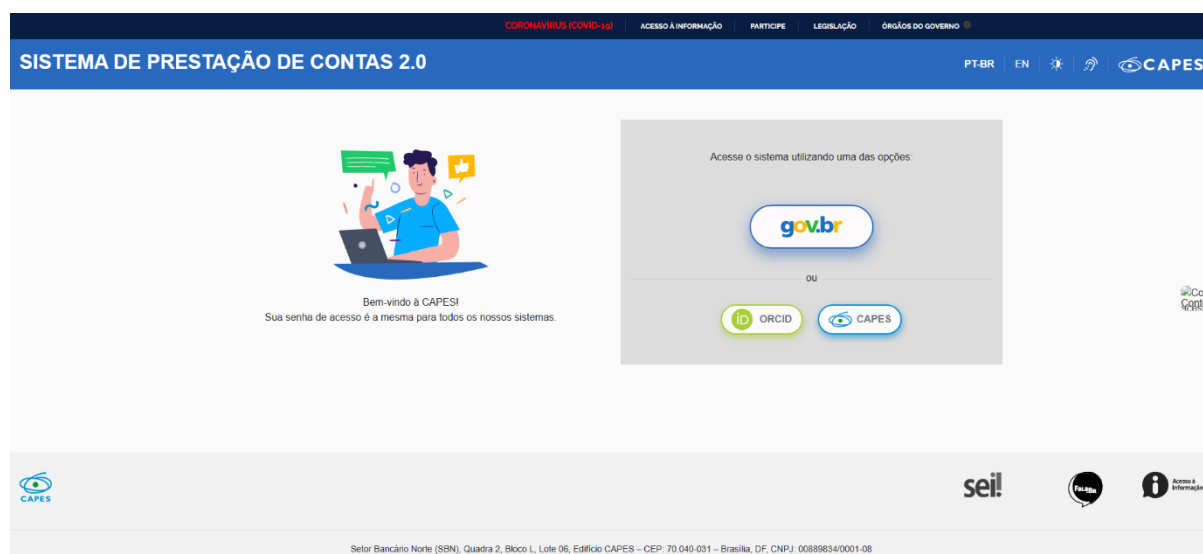 CORONAVÍRUS (COVID-19) ACESSO À INFORMAÇÃO PARTICIPE LEGISLAÇÃO ÓRGÃOS DO GOVERNO
SISTEMA DE PRESTAÇÃO DE CONTAS 2.0
PT-BR EN CAPES
Acesse o sistema utilizando uma das opções:
gov.br
ou
iD ORCID CAPES
Bem-vindo à CAPES!
Sua senha de acesso é a mesma para todos os nossos sistemas.
CAPES
sei!
Fala.BR
Acesso à
Informação
Setor Bancário Norte (SBN), Quadra 2, Bloco L, Lote 06, Edifício CAPES – CEP: 70.040-031 – Brasília, DF, CNPJ: 00889834/0001-08